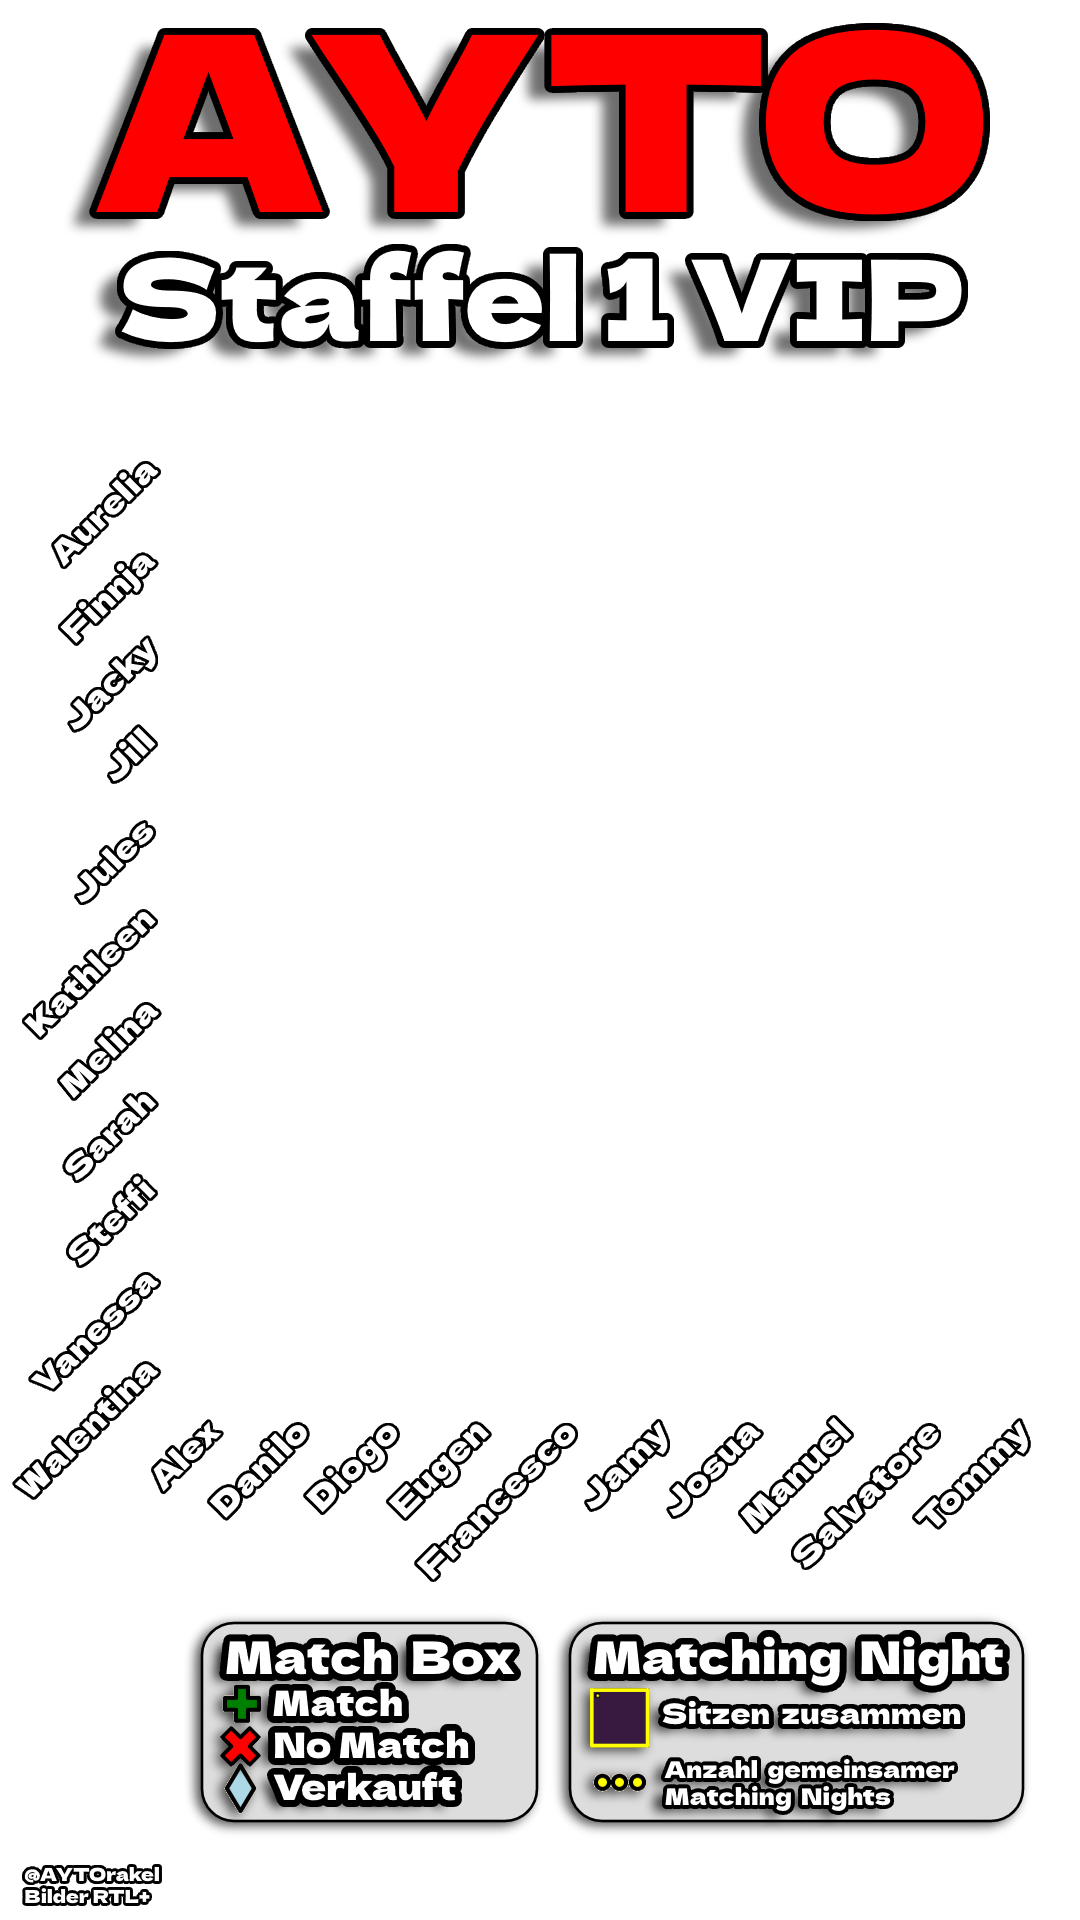 AYTO
Staffel 1 VIP
Aurelia
Finnja
Jacky
Jill
Jules
Kathleen
Melina
Sarah
Steffi
Vanessa
Walentina
Alex
Danilo
Diogo
Eugen
Francesco
Jamy
Josua
Manuel
Salvatore
Tommy
Match Box
Match
No Match
Verkauft
Matching Night
Sitzen zusammen
Anzahl gemeinsamer
Matching Nights
@AYTOrakel
Bilder RTL+